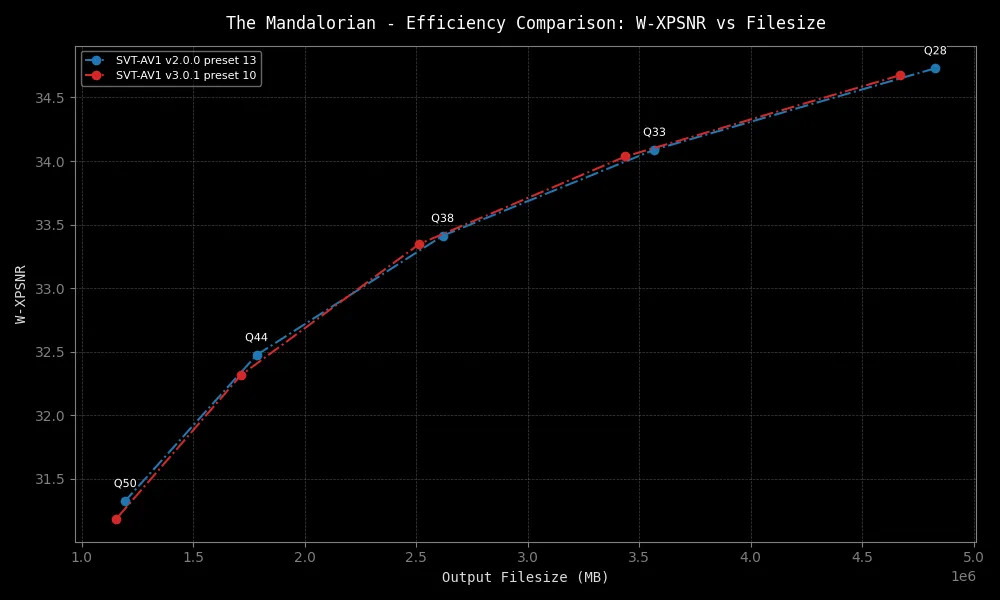 The Mandalorian - Efficiency Comparison: W-XPSNR vs Filesize
SVT-AV1 v2.0.0 preset 13
SVT-AV1 v3.0.1 preset 10
Q28
Q33
Q38
Q44
Q50
W-XPSNR
34.5
34.0
33.5
33.0
32.5
32.0
31.5
1.0 1.5 2.0 2.5 3.0 3.5 4.0 4.5 5.0
1e6
Output Filesize (MB)